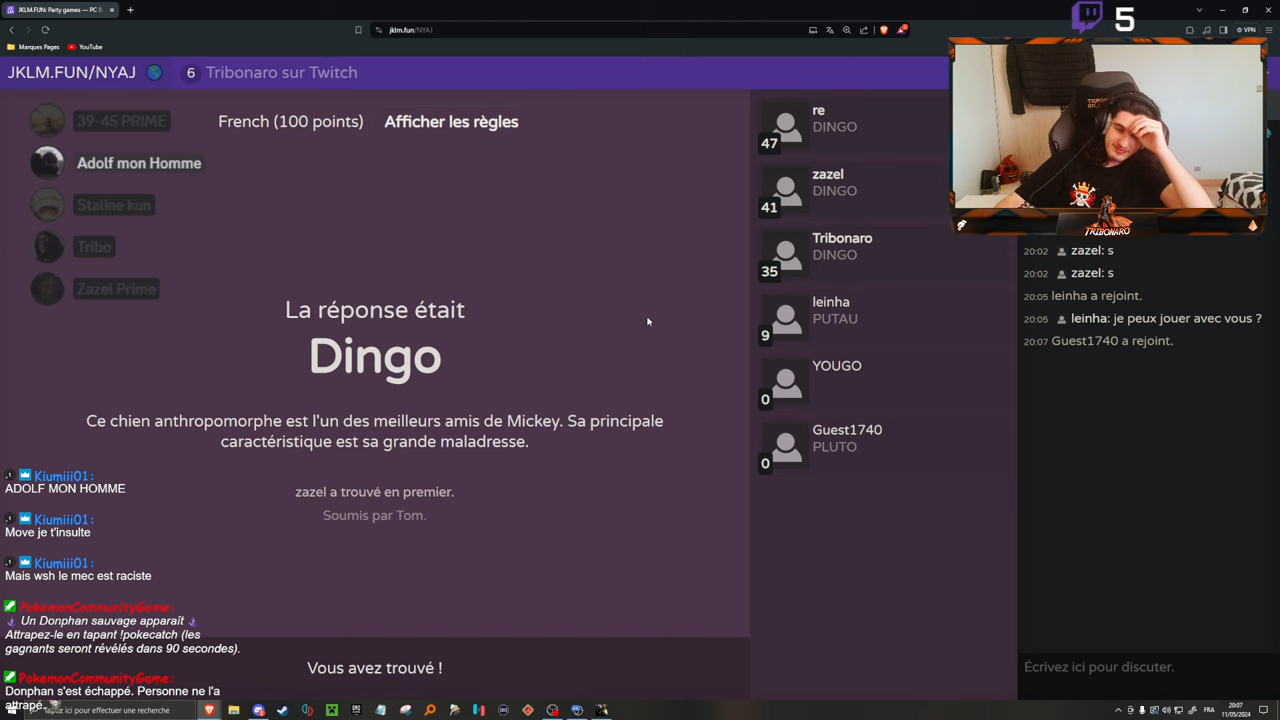 JKLM.FUN: Party games — PC &
jklm.fun/NYAJ
VPN
Marques Pages
YouTube
5
JKLM.FUN/NYAJ
6
Tribonaro sur Twitch
39-45 PRIME
Adolf mon Homme
Staline kun
Tribo
Zazel Prime
French (100 points)
Afficher les règles
La réponse était
Dingo
Ce chien anthropomorphe est l'un des meilleurs amis de Mickey. Sa principale
caractéristique est sa grande maladresse.
zazel a trouvé en premier.
Soumis par Tom.
Vous avez trouvé !
re
DINGO
47
zazel
DINGO
41
Tribonaro
DINGO
35
leinha
PUTAU
9
YOUGO
0
Guest1740
PLUTO
0
TRIBONARO
20:02 zazel: s
20:02 zazel: s
20:05 leinha a rejoint.
20:05 leinha: je peux jouer avec vous ?
20:07 Guest1740 a rejoint.
Écrivez ici pour discuter.
Kiumiii01:
ADOLF MON HOMME
Kiumiii01:
Move je t'insulte
Kiumiii01:
Mais wsh le mec est raciste
PokemonCommunityGame:
Un Donphan sauvage apparaît
Attrapez-le en tapant !pokecatch (les
gagnants seront révélés dans 90 secondes).
PokemonCommunityGame:
Donphan s'est échappé. Personne ne l'a
attrapé.
Tapez ici pour effectuer une recherche
FRA
20:07
11/05/2024